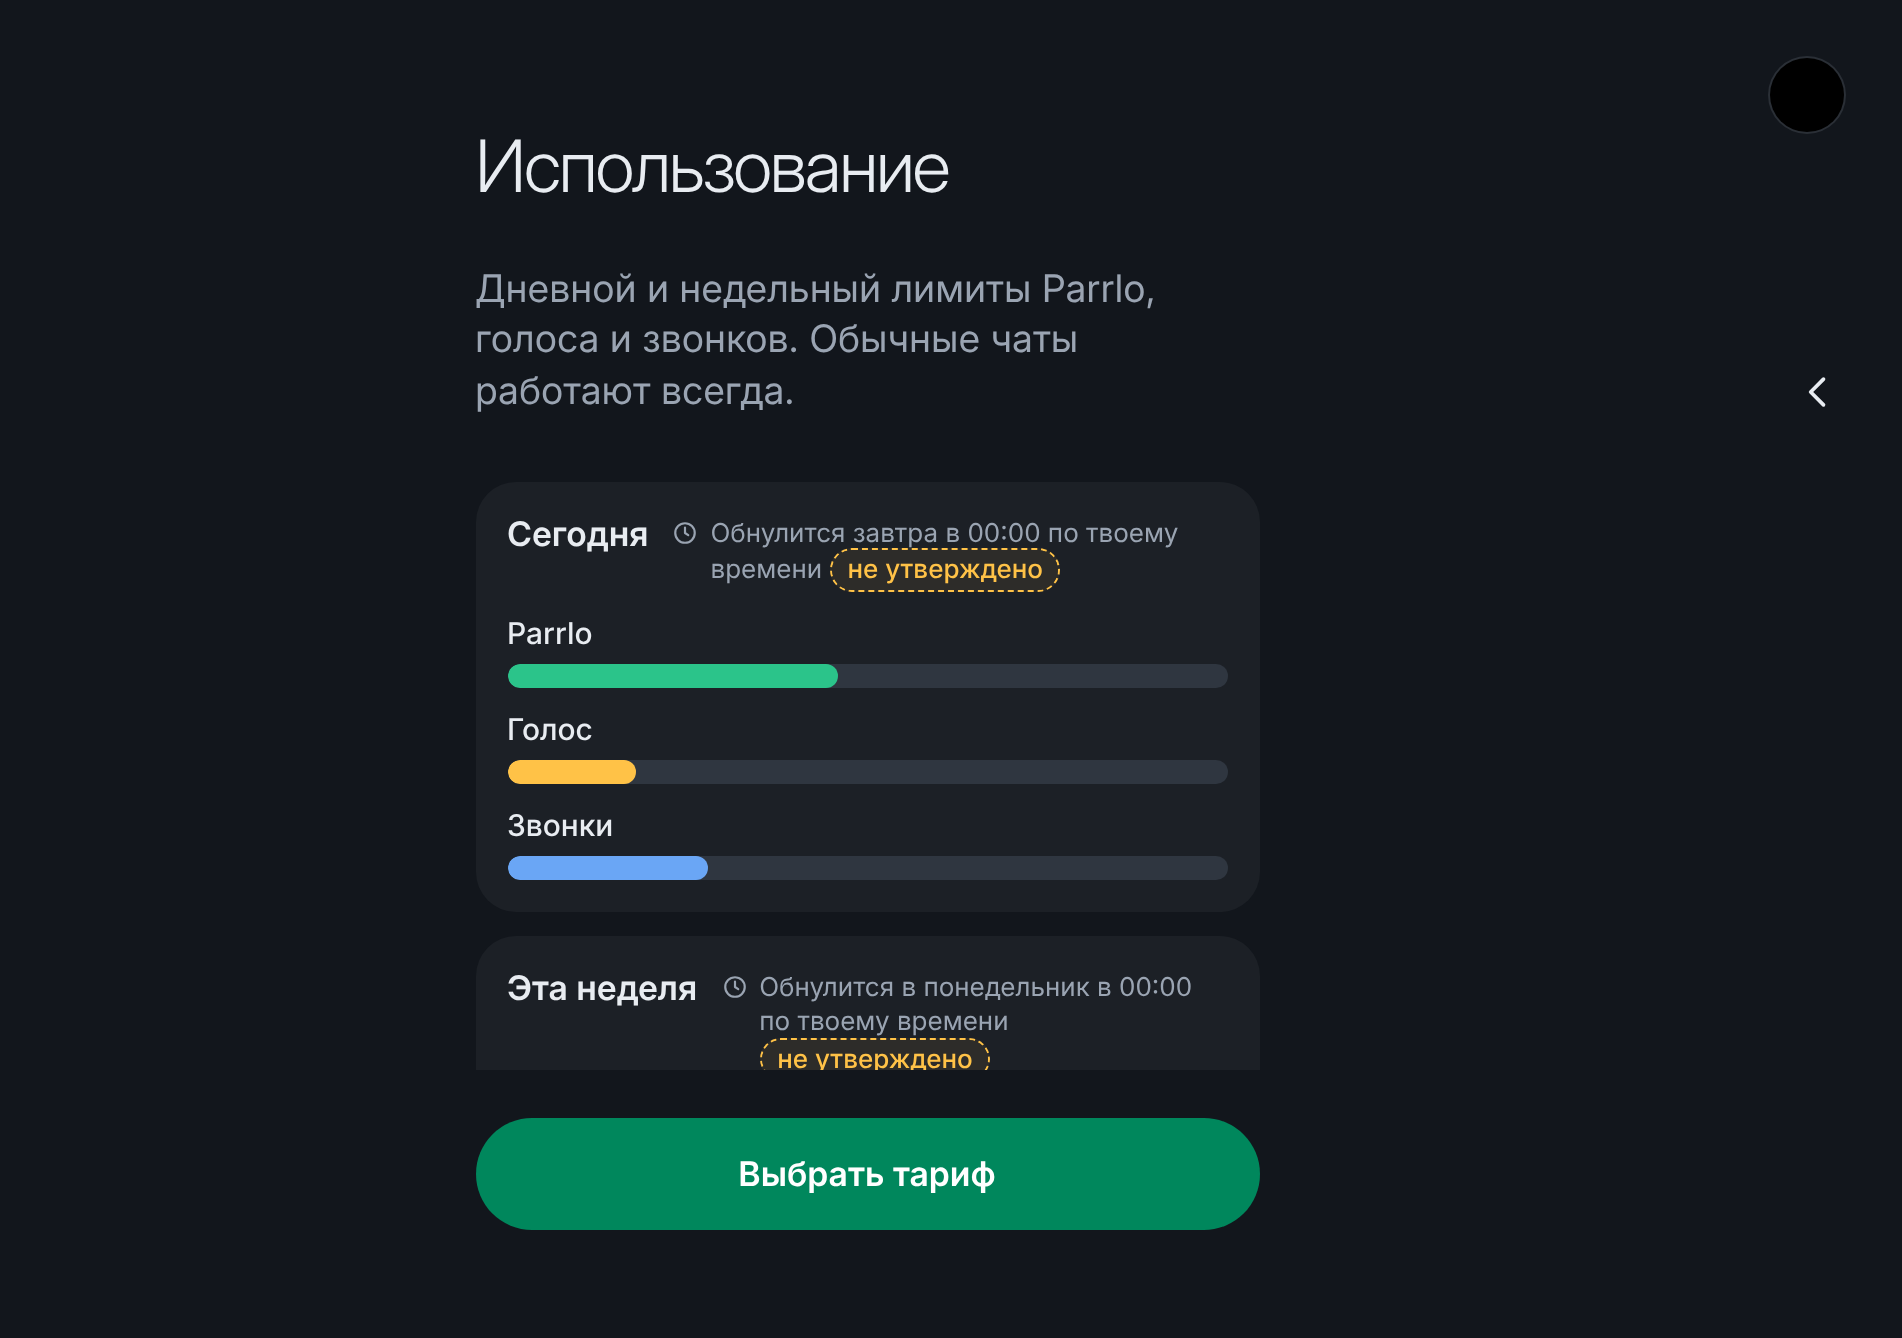 Использование
Дневной и недельный лимиты Parrlo,
голоса и звонков. Обычные чаты
работают всегда.
Сегодня
Обнулится завтра в 00:00 по твоему
времени не утверждено
Parrlo
Голос
Звонки
Эта неделя
Обнулится в понедельник в 00:00
по твоему времени
не утверждено
Выбрать тариф